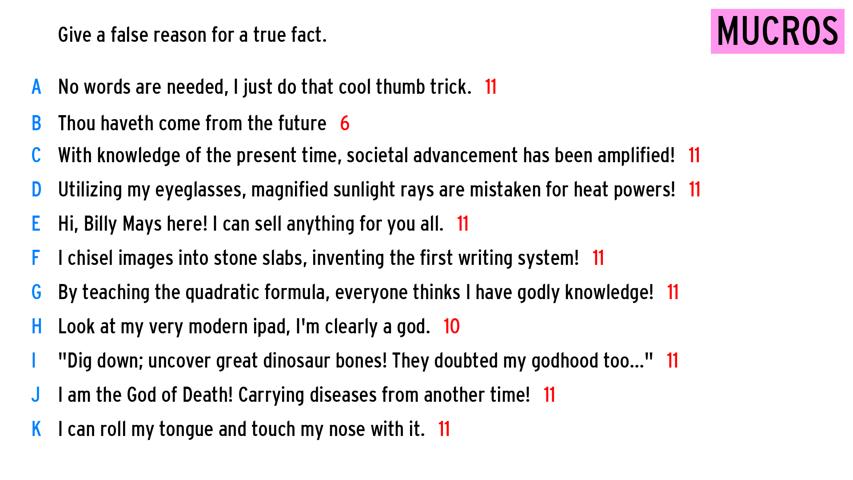 Give a false reason for a true fact.
MUCROS
A No words are needed, I just do that cool thumb trick. 11
B Thou haveth come from the future 6
C With knowledge of the present time, societal advancement has been amplified! 11
D Utilizing my eyeglasses, magnified sunlight rays are mistaken for heat powers! 11
E Hi, Billy Mays here! I can sell anything for you all. 11
F I chisel images into stone slabs, inventing the first writing system! 11
G By teaching the quadratic formula, everyone thinks I have godly knowledge! 11
H Look at my very modern ipad, I'm clearly a god. 10
I "Dig down; uncover great dinosaur bones! They doubted my godhood too..." 11
J I am the God of Death! Carrying diseases from another time! 11
K I can roll my tongue and touch my nose with it. 11